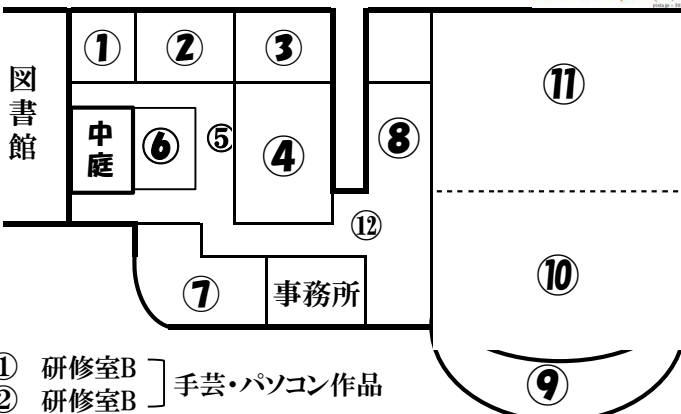 ① ② ③
⑪
図書館
中庭
⑥ ⑤ ④ ⑧
⑫
⑦ 事務所
⑩
⑨
① 研修室B
② 研修室B
手芸・パソコン作品